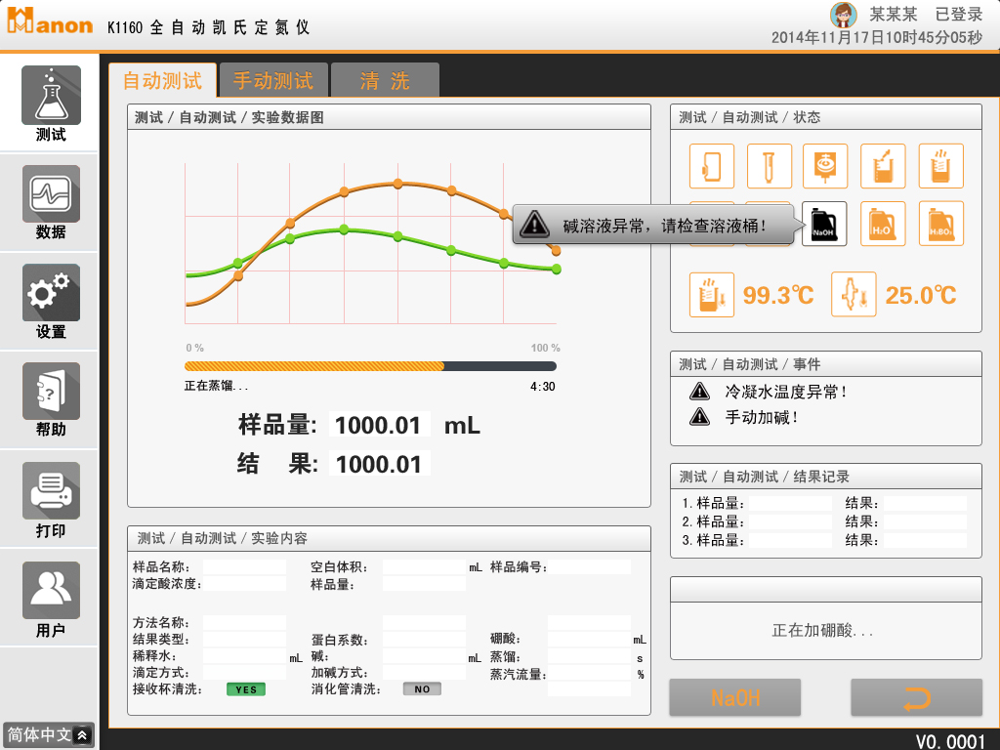 Hanon
K1160 全自动凯氏定氮仪
某某某 已登录
2014年11月17日10时45分05秒
测试
数据
设置
帮助
打印
用户
简体中文
自动测试
手动测试
清 洗
测试 / 自动测试 / 实验数据图
0 %
100 %
正在蒸馏...
4:30
样品量: 1000.01 mL
结 果: 1000.01
测试 / 自动测试 / 实验内容
样品名称: 空白体积: mL 样品编号:
滴定酸浓度: 样品量:
方法名称:
结果类型: 蛋白系数: 硼酸: mL
稀释水: mL 碱: mL 蒸馏: s
滴定方式: 加碱方式: 蒸汽流量: %
接收杯清洗: YES 消化管清洗: NO
测试 / 自动测试 / 状态
碱溶液异常，请检查溶液桶！
NaOH
H₂O
H₃BO₃
99.3℃
25.0℃
测试 / 自动测试 / 事件
冷凝水温度异常！
手动加碱！
测试 / 自动测试 / 结果记录
1. 样品量: 结果:
2. 样品量: 结果:
3. 样品量: 结果:
正在加硼酸...
NaOH
V0.0001